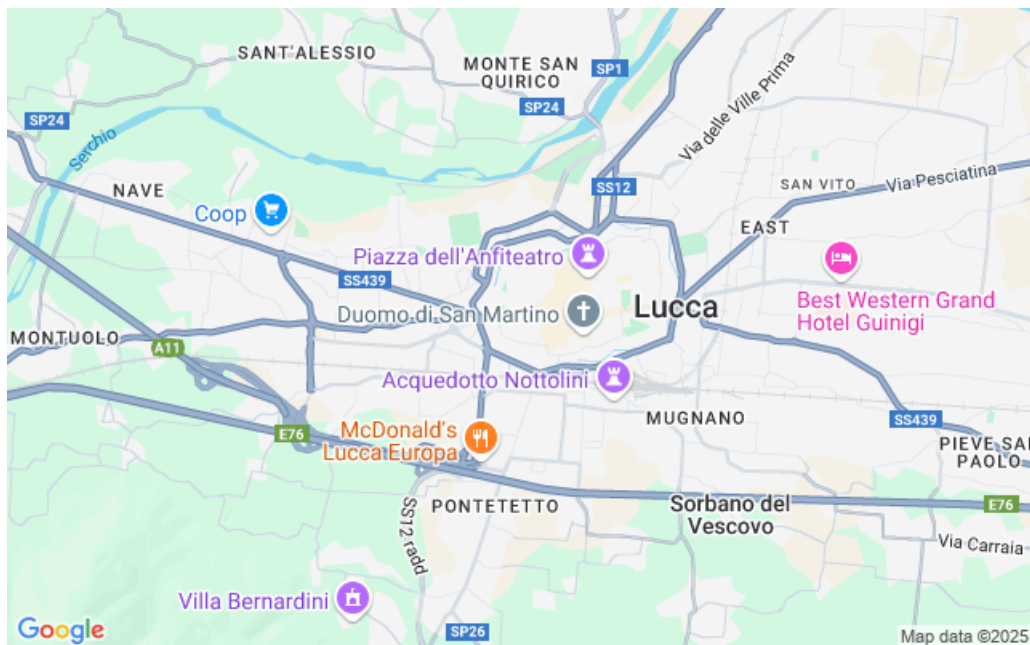 SANT'ALESSIO
MONTE SAN
QUIRICO
SP1
SP24
SP24
Via delle Ville Prima
Serchio
NAVE
SS12
SAN VITO
Via Pesciatina
Coop
EAST
Piazza dell'Anfiteatro
SS439
Best Western Grand
Hotel Guinigi
Duomo di San Martino
Lucca
MONTUOLO
A11
Acquedotto Nottolini
MUGNANO
SS439
E76
McDonald's
Lucca Europa
PIEVE SAN
PAOLO
SS12 radd
PONTETETTO
Sorbano del
Vescovo
E76
Via Carraia
Villa Bernardini
SP26
Google
Map data ©2025